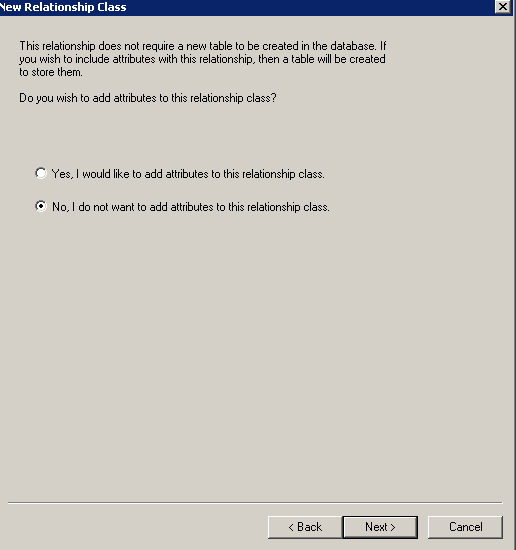 New Relationship Class
This relationship does not require a new table to be created in the database. If
you wish to include attributes with this relationship, then a table will be created
to store them.
Do you wish to add attributes to this relationship class?
Yes, I would like to add attributes to this relationship class.
No, I do not want to add attributes to this relationship class.
< Back
Next >
Cancel